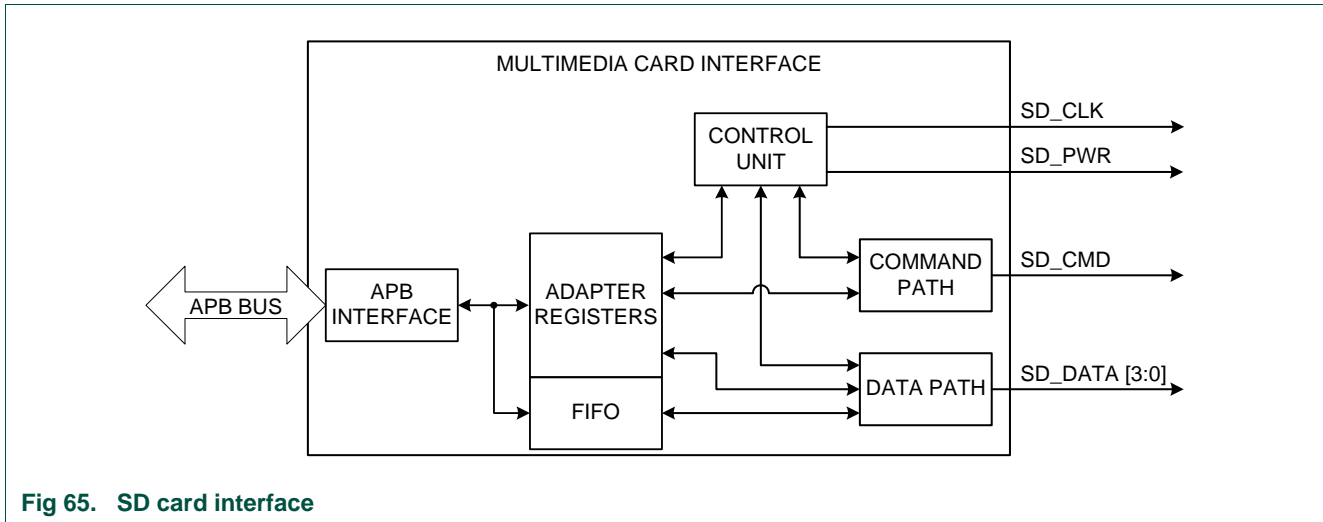 MULTIMEDIA CARD INTERFACE
SD_CLK
CONTROL
UNIT
SD_PWR
APB BUS
APB
INTERFACE
ADAPTER
REGISTERS
FIFO
COMMAND
PATH
SD_CMD
DATA PATH
SD_DATA [3:0]
Fig 65. SD card interface